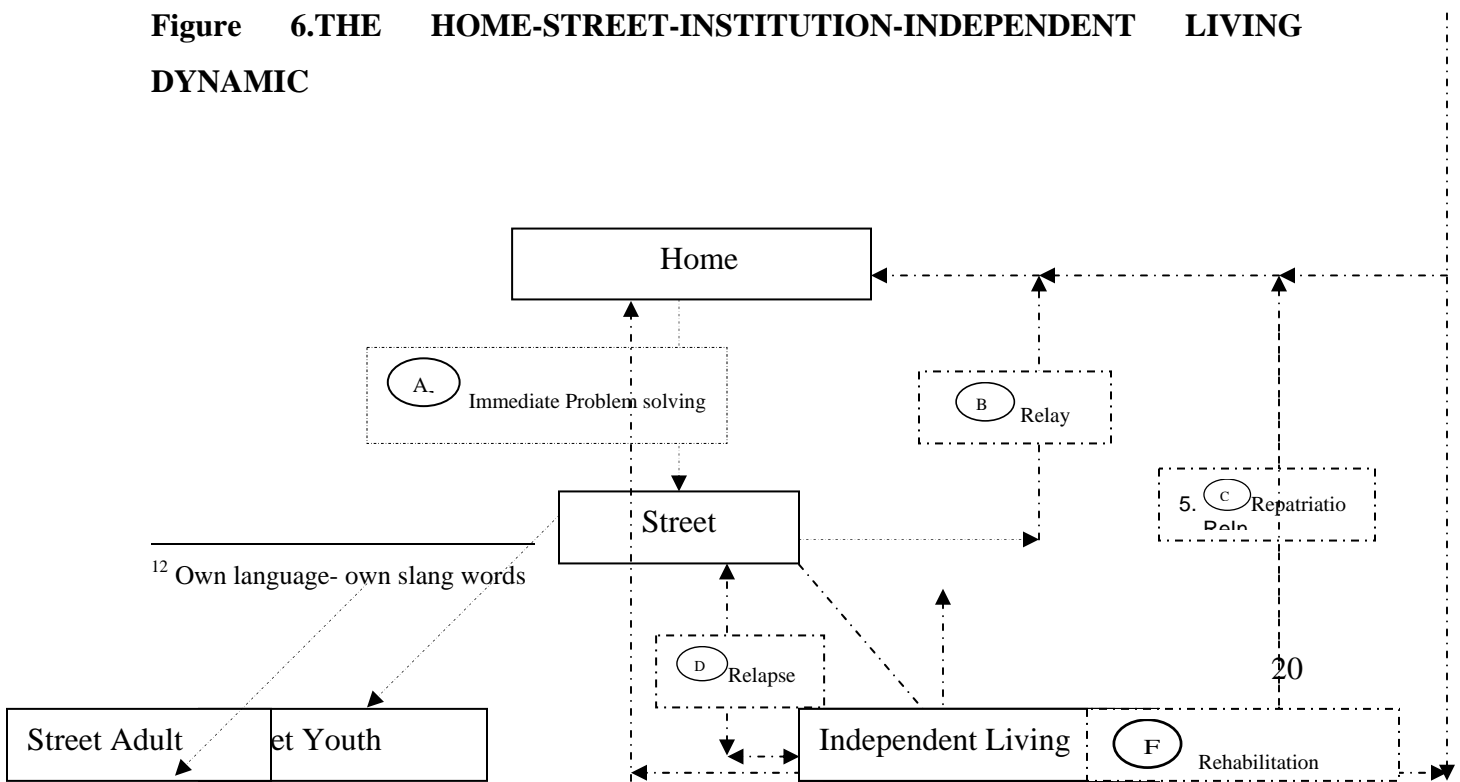 Figure 6.THE HOME-STREET-INSTITUTION-INDEPENDENT LIVING
DYNAMIC
Home
A.
Immediate Problem solving
B
Relay
5. C Repatriatio
Street
12 Own language- own slang words
D
Relapse
20
Street Adult
et Youth
Independent Living
F
Rehabilitation